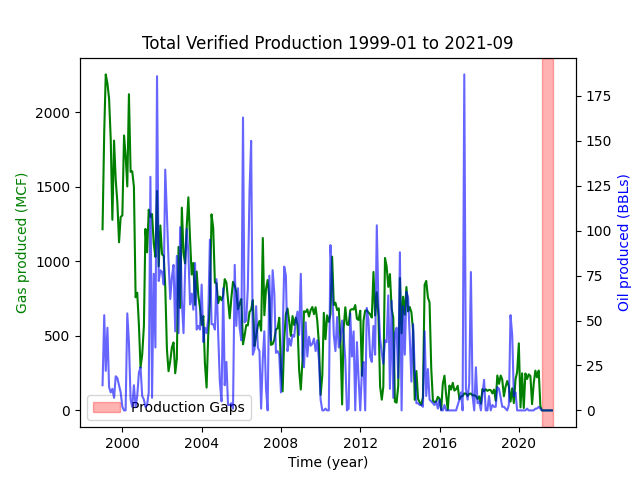 Total Verified Production 1999-01 to 2021-09
Gas produced (MCF)
2000
1500
1000
500
0
175
150
125
100
75
50
25
0
Oil produced (BBLs)
Production Gaps
2000 2004 2008 2012 2016 2020
Time (year)